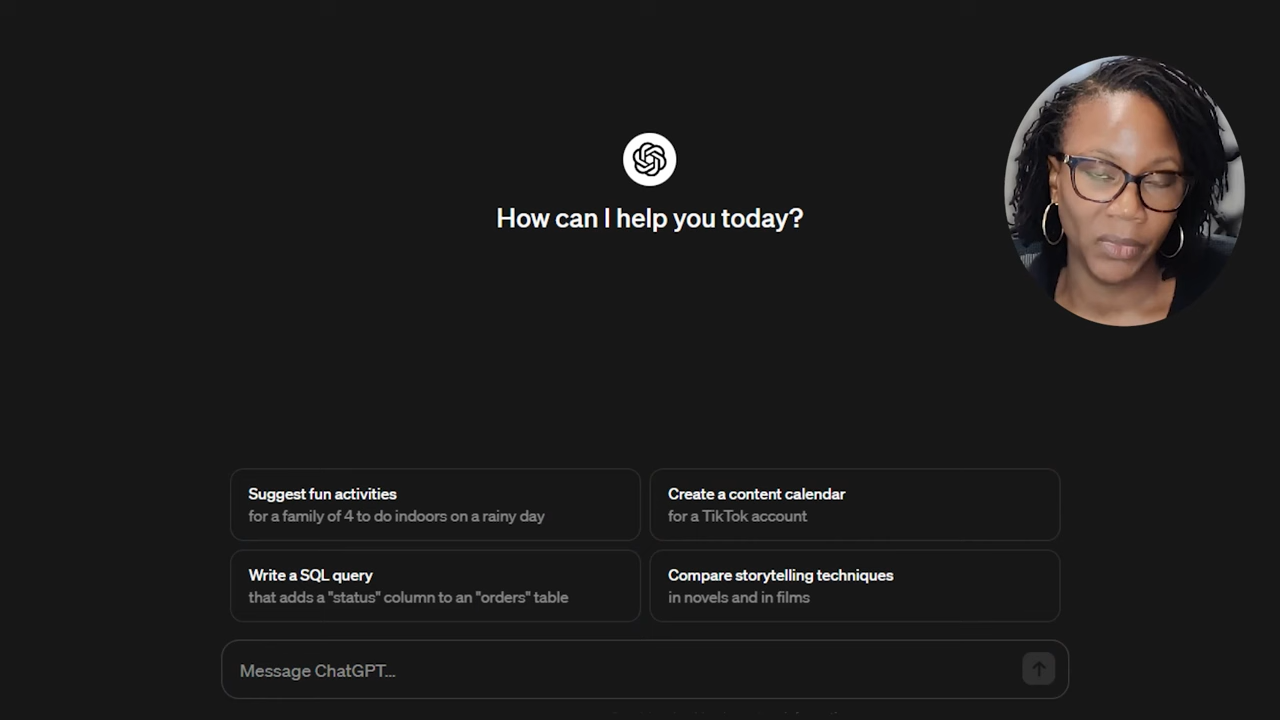 How can I help you today?
Suggest fun activities
for a family of 4 to do indoors on a rainy day
Create a content calendar
for a TikTok account
Write a SQL query
that adds a "status" column to an "orders" table
Compare storytelling techniques
in novels and in films
Message ChatGPT...